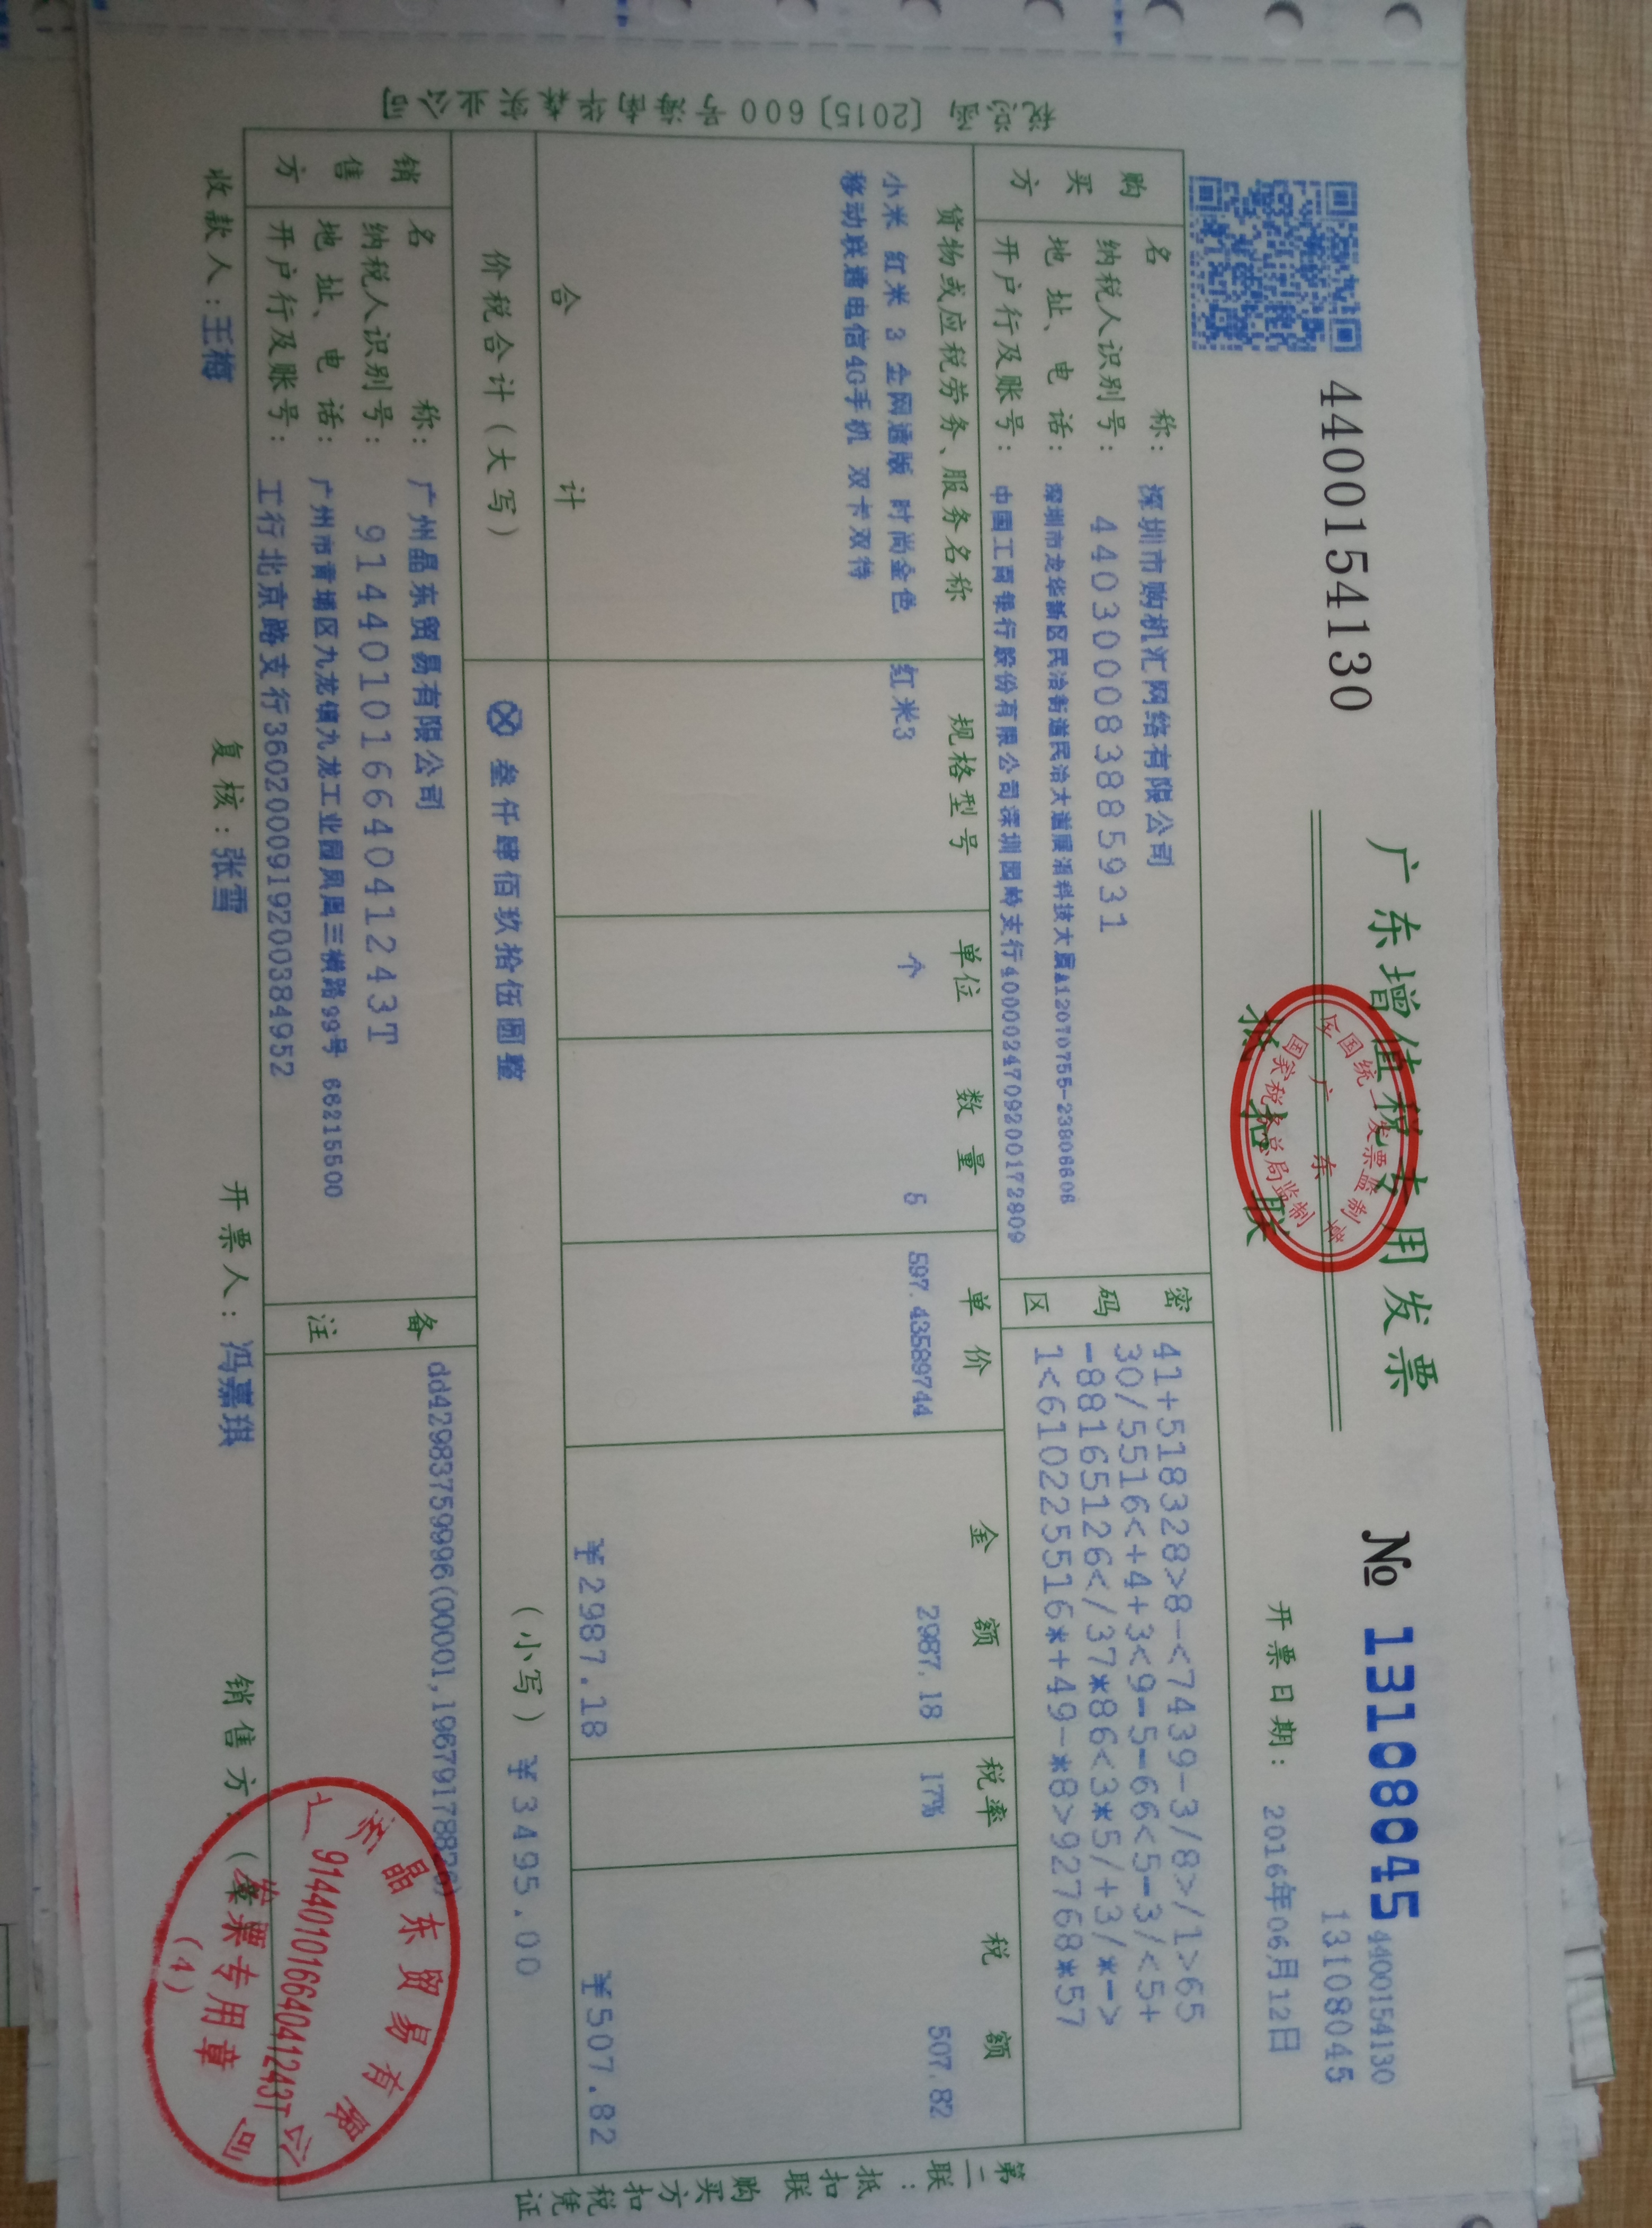 4400154130
广东增值税专用发票
№ 13108045
4400154130
13108045
抵扣联
全国统一发票监制章
广东
国家税务总局监制
开票日期： 2016年06月12日
购买方
名 称： 深圳市购机汇网络有限公司
纳税人识别号： 440300083885931
地 址、电 话： 深圳市龙华新区民治街道民治大道展滔科技大厦A12070755-23806606
开户行及账号： 中国工商银行股份有限公司深圳园岭支行4000024709200172909
密码区
41+518328>8-<7439-3/8>/1>65
30/5516<+4+3<9-5-66<5-3/<5+
-88165126</37*86<3*5/+3/*->
1<610225516*+49-*8>92768*57
货物或应税劳务、服务名称 规格型号 单位 数量 单价 金额 税率 税额
小米 红米 3 全网通版 时尚金色 红米3 个 5 597.43589744 2987.18 17% 507.82
移动联通电信4G手机 双卡双待
合 计 ¥2987.18 ¥507.82
价税合计（大写） ⊗ 叁仟肆佰玖拾伍圆整 （小写） ¥3495.00
销售方
名 称： 广州晶东贸易有限公司
纳税人识别号： 91440101664041243T
地 址、电 话： 广州市黄埔区九龙镇九龙工业园凤凰三横路99号 66215500
开户行及账号： 工行北京路支行3602000919200384952
备注
dd42983759996(00001,19679178826)
收款人：王梅 复核：张雪 开票人：冯嘉琪 销售方：（章）
广州晶东贸易有限公司
91440101664041243T
发票专用章
（4）
第二联：抵扣联 购买方扣税凭证
〔2015〕600号海南华森实业公司